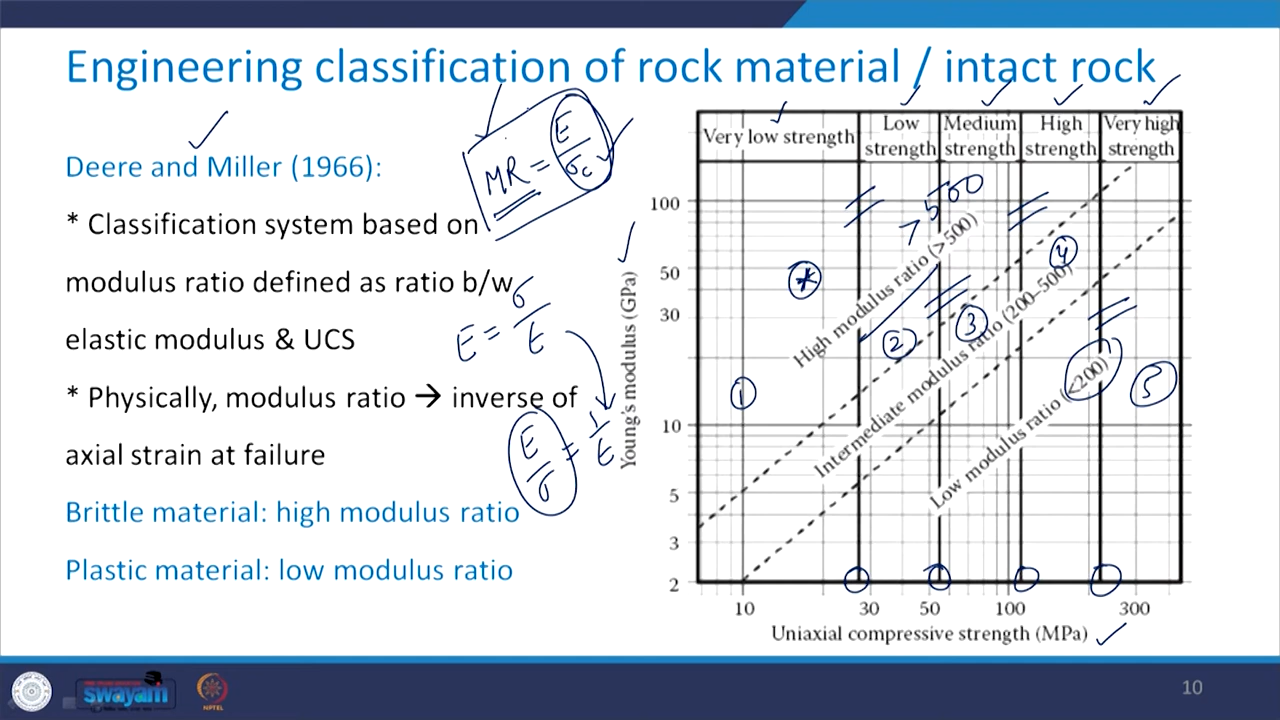 Engineering classification of rock material / intact rock
Deere and Miller (1966):
* Classification system based on
modulus ratio defined as ratio b/w
elastic modulus & UCS
* Physically, modulus ratio → inverse of
axial strain at failure
Brittle material: high modulus ratio
Plastic material: low modulus ratio
MR = E/σc
E = σ/ε
E/σ = 1/ε
Very low strength
Low strength
Medium strength
High strength
Very high strength
> 500
High modulus ratio (>500)
Intermediate modulus ratio (200–500)
Low modulus ratio (<200)
*
1
2
3
4
5
Young's modulus (GPa)
100
50
30
10
5
3
2
10 30 50 100 300
Uniaxial compressive strength (MPa)
swayam
NPTEL
10